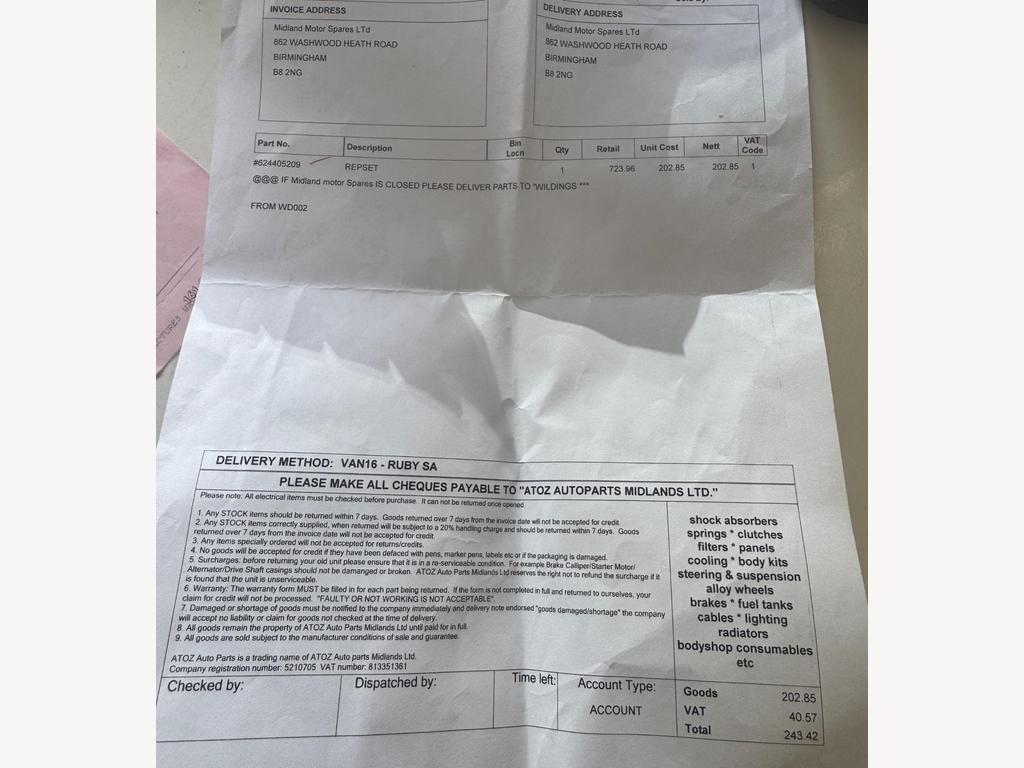 INVOICE ADDRESS
Midland Motor Spares LTd
862 WASHWOOD HEATH ROAD
BIRMINGHAM
B8 2NG
DELIVERY ADDRESS
Midland Motor Spares LTd
862 WASHWOOD HEATH ROAD
BIRMINGHAM
B8 2NG
Part No. Description Bin Locn Qty Retail Unit Cost Nett VAT Code
#624405209 REPSET 1 723.96 202.85 202.85 1
@@@ IF Midland motor Spares IS CLOSED PLEASE DELIVER PARTS TO "WILDINGS ***
FROM WD002
DELIVERY METHOD: VAN16 - RUBY SA
PLEASE MAKE ALL CHEQUES PAYABLE TO "ATOZ AUTOPARTS MIDLANDS LTD."
Please note: All electrical items must be checked before purchase. It can not be returned once opened.
1. Any STOCK items should be returned within 7 days. Goods returned over 7 days from the invoice date will not be accepted for credit.
2. Any STOCK items correctly supplied, when returned will be subject to a 20% handling charge and should be returned within 7 days. Goods
returned over 7 days from the invoice date will not be accepted for credit.
3. Any items specially ordered will not be accepted for returns/credits.
4. No goods will be accepted for credit if they have been defaced with pens, marker pens, labels etc or if the packaging is damaged.
5. Surcharges: before returning your old unit please ensure that it is in a re-serviceable condition. For example Brake Calliper/Starter Motor/
Alternator/Drive Shaft casings should not be damaged or broken. ATOZ Auto Parts Midlands Ltd reserves the right not to refund the surcharge if it
is found that the unit is unserviceable.
6. Warranty: The warranty form MUST be filled in for each part being returned. If the form is not completed in full and returned to ourselves, your
claim for credit will not be processed. "FAULTY OR NOT WORKING IS NOT ACCEPTABLE".
7. Damaged or shortage of goods must be notified to the company immediately and delivery note endorsed "goods damaged/shortage" the company
will accept no liability or claim for goods not checked at the time of delivery.
8. All goods remain the property of ATOZ Auto Parts Midlands Ltd until paid for in full.
9. All goods are sold subject to the manufacturer conditions of sale and guarantee.
ATOZ Auto Parts is a trading name of ATOZ Auto parts Midlands Ltd.
Company registration number: 5210705 VAT number: 813351361
shock absorbers
springs * clutches
filters * panels
cooling * body kits
steering & suspension
alloy wheels
brakes * fuel tanks
cables * lighting
radiators
bodyshop consumables
etc
Checked by: Dispatched by: Time left: Account Type:
ACCOUNT
Goods 202.85
VAT 40.57
Total 243.42